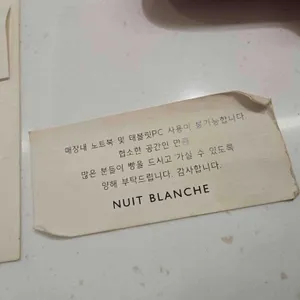 매장내 노트북 및 태블릿PC 사용이 불가능합니다
협소한 공간인 만큼
많은 분들이 빵을 드시고 가실 수 있도록
양해 부탁드립니다. 감사합니다.
NUIT BLANCHE